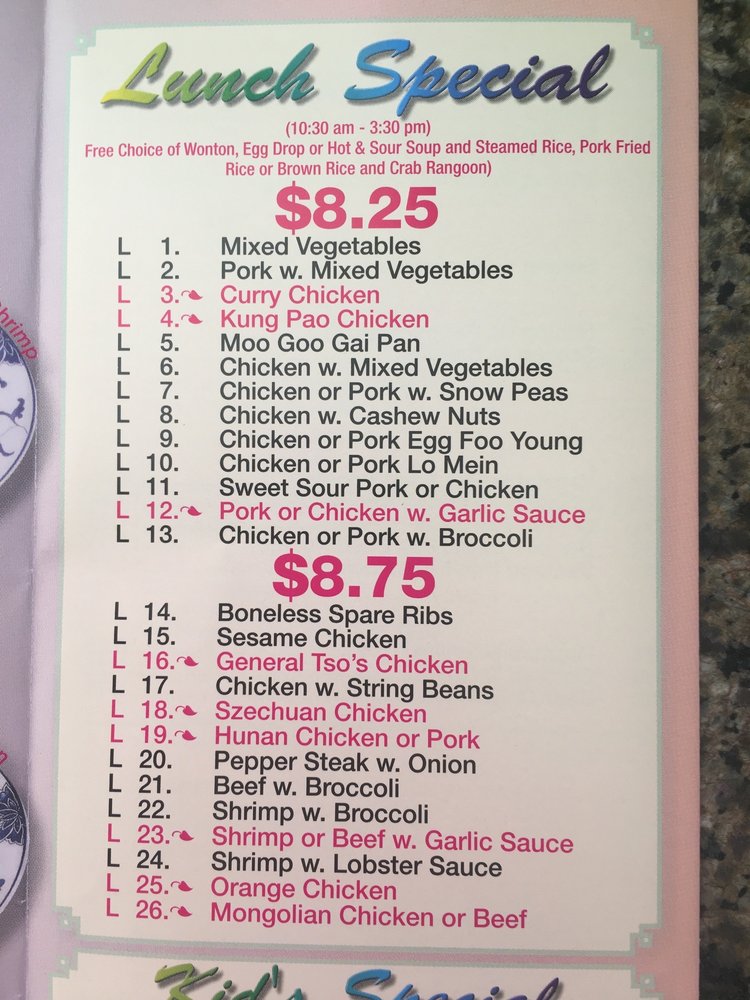 Lunch Special
(10:30 am - 3:30 pm)
Free Choice of Wonton, Egg Drop or Hot & Sour Soup and Steamed Rice, Pork Fried
Rice or Brown Rice and Crab Rangoon)
$8.25
L 1. Mixed Vegetables
L 2. Pork w. Mixed Vegetables
L 3. Curry Chicken
L 4. Kung Pao Chicken
L 5. Moo Goo Gai Pan
L 6. Chicken w. Mixed Vegetables
L 7. Chicken or Pork w. Snow Peas
L 8. Chicken w. Cashew Nuts
L 9. Chicken or Pork Egg Foo Young
L 10. Chicken or Pork Lo Mein
L 11. Sweet Sour Pork or Chicken
L 12. Pork or Chicken w. Garlic Sauce
L 13. Chicken or Pork w. Broccoli
$8.75
L 14. Boneless Spare Ribs
L 15. Sesame Chicken
L 16. General Tso's Chicken
L 17. Chicken w. String Beans
L 18. Szechuan Chicken
L 19. Hunan Chicken or Pork
L 20. Pepper Steak w. Onion
L 21. Beef w. Broccoli
L 22. Shrimp w. Broccoli
L 23. Shrimp or Beef w. Garlic Sauce
L 24. Shrimp w. Lobster Sauce
L 25. Orange Chicken
L 26. Mongolian Chicken or Beef
Kid's Special